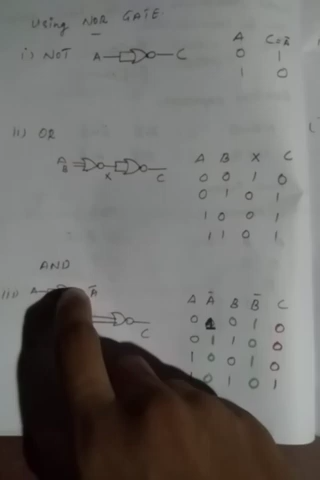 Using NOR GATE
i) NOT A C
A C=Ā
0 1
1 0
ii) OR
A B X C
A B X C
0 0 1 0
0 1 0 1
1 0 0 1
1 1 0 1
AND
iii) A Ā
C
A Ā B B̄ C
0 1 0 1 0
0 1 1 0 0
1 0 0 1 0
1 0 1 0 1